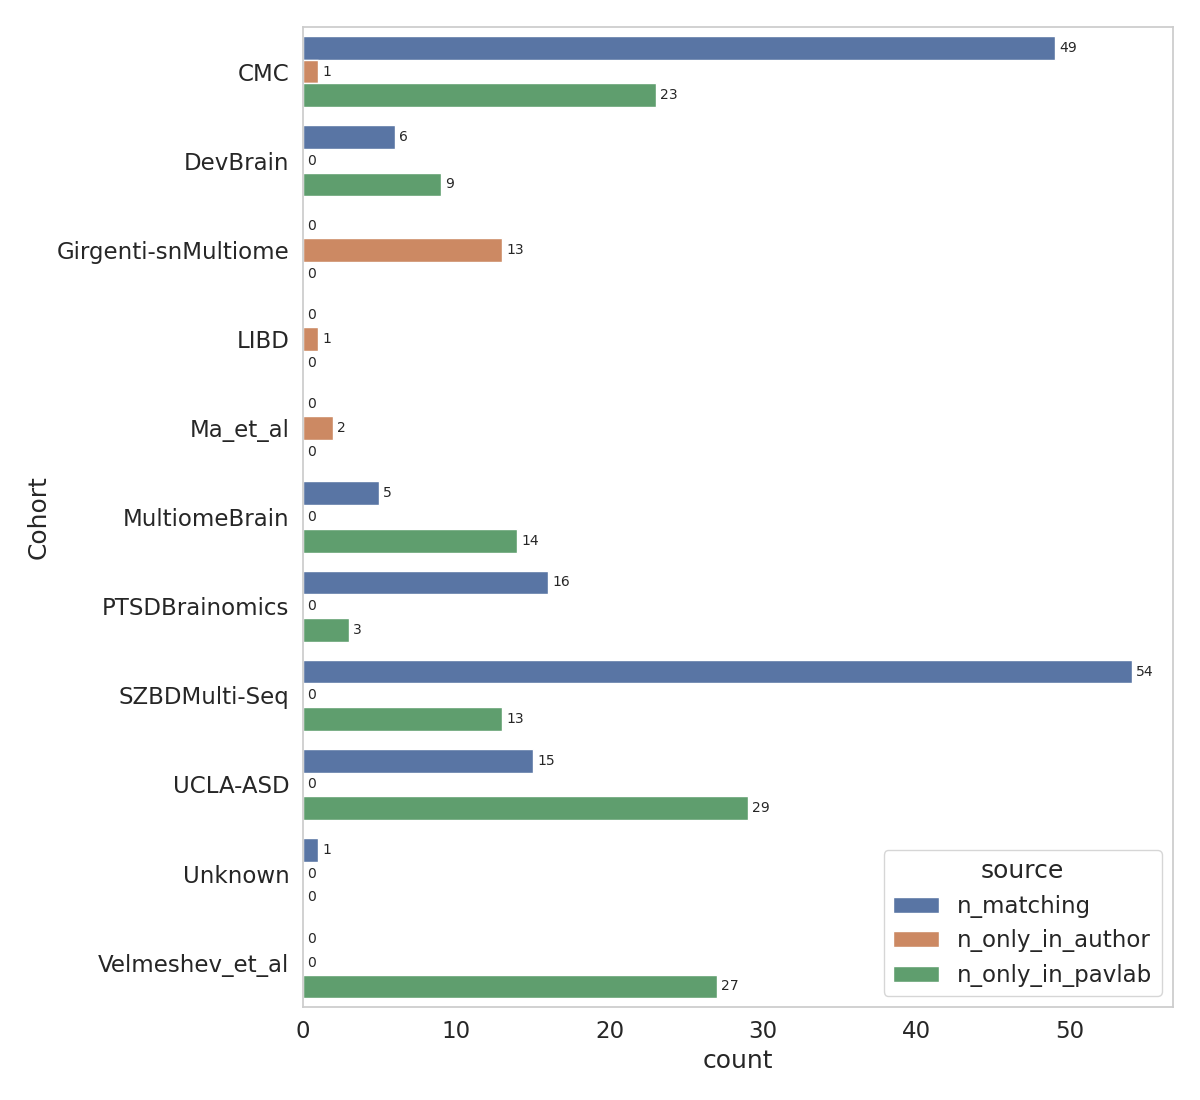 CMC
49
1
23
DevBrain
6
0
9
Girgenti-snMultiome
0
13
0
LIBD
0
1
0
Ma_et_al
0
2
0
MultiomeBrain
5
0
14
PTSDBrainomics
16
0
3
SZBDMulti-Seq
54
0
13
UCLA-ASD
15
0
29
Unknown
1
0
0
Velmeshev_et_al
0
0
27
Cohort
0 10 20 30 40 50
count
source
n_matching
n_only_in_author
n_only_in_pavlab